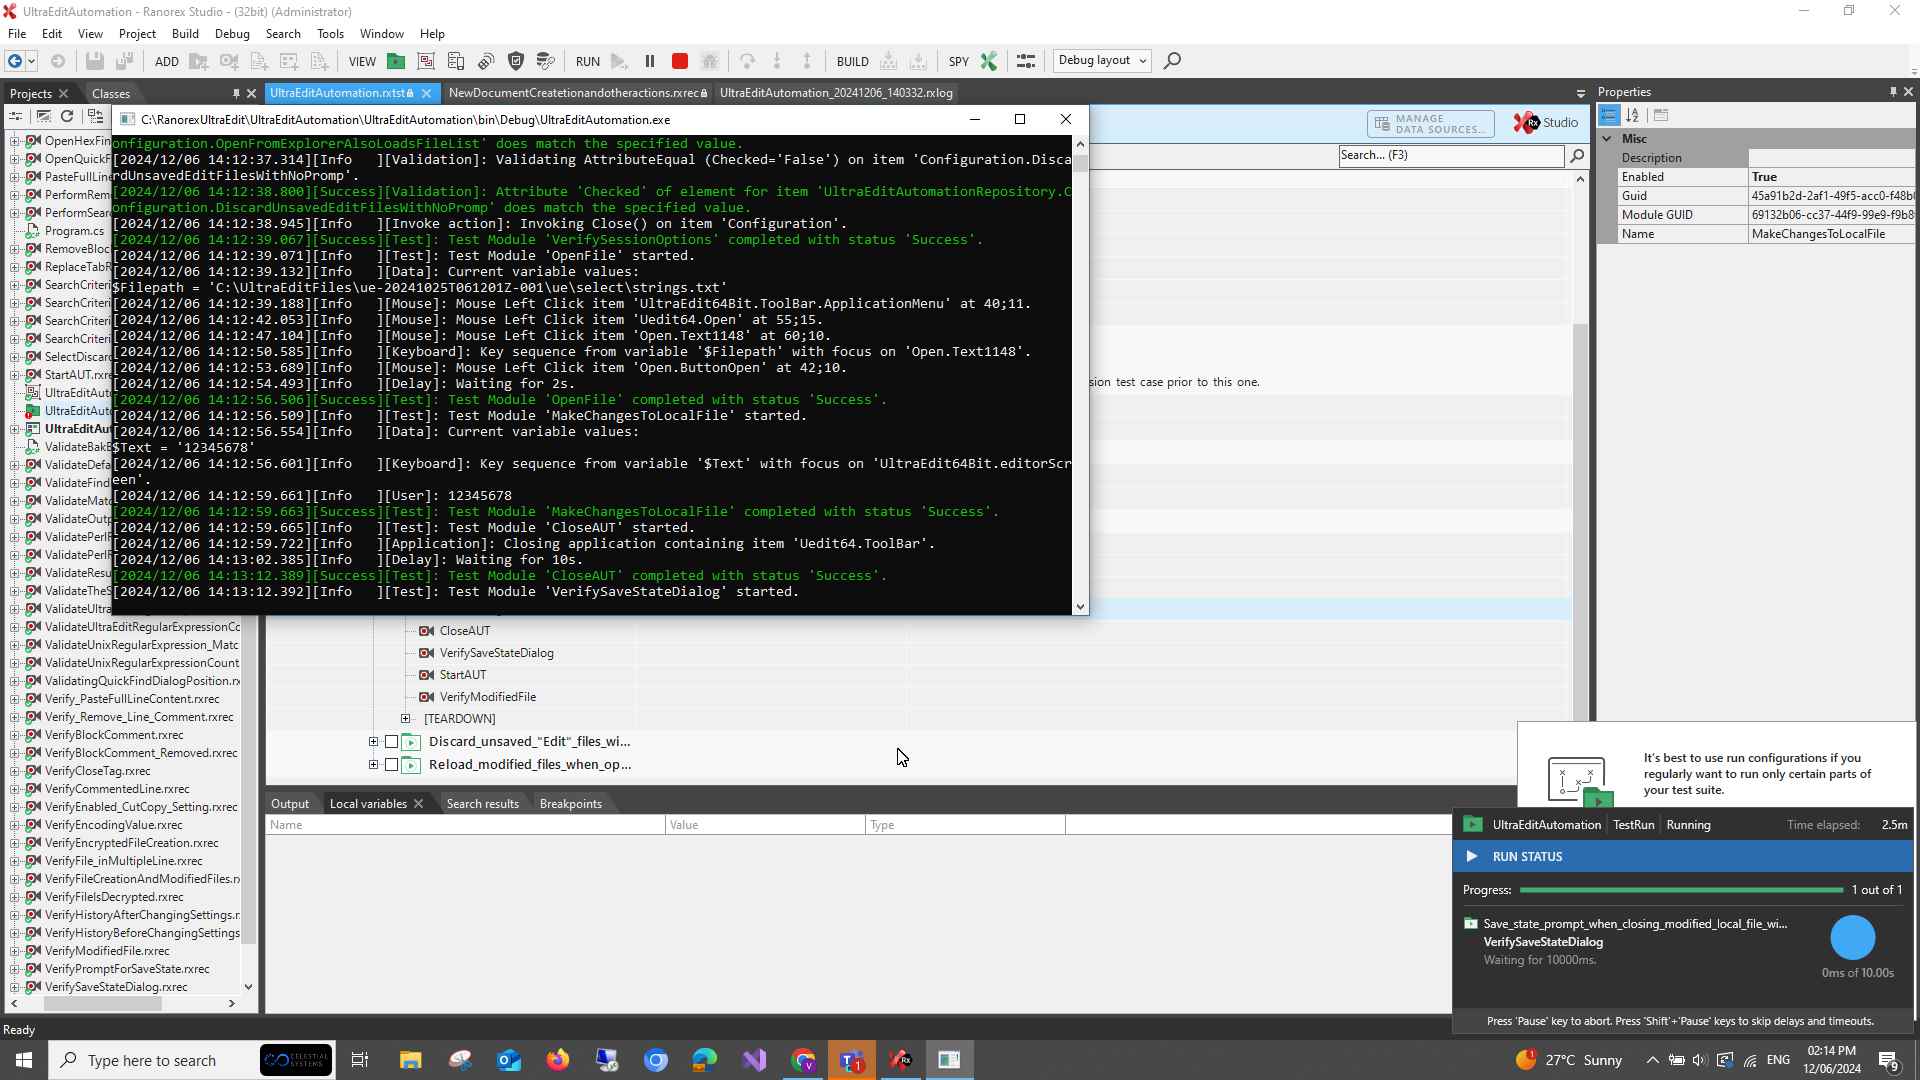 UltraEditAutomation - Ranorex Studio - (32bit) (Administrator)
File Edit View Project Build Debug Search Tools Window Help
ADD VIEW RUN BUILD SPY Debug layout
Projects Classes UltraEditAutomation.rxtst NewDocumentCreatetionandotheractions.rxrec UltraEditAutomation_20241206_140332.rxlog Properties
C:\RanorexUltraEdit\UltraEditAutomation\UltraEditAutomation\bin\Debug\UltraEditAutomation.exe
onfiguration.OpenFromExplorerAlsoLoadsFileList' does match the specified value.
[2024/12/06 14:12:37.314][Info   ][Validation]: Validating AttributeEqual (Checked='False') on item 'Configuration.Disca
rdUnsavedEditFilesWithNoPromp'.
[2024/12/06 14:12:38.800][Success][Validation]: Attribute 'Checked' of element for item 'UltraEditAutomationRepository.C
onfiguration.DiscardUnsavedEditFilesWithNoPromp' does match the specified value.
[2024/12/06 14:12:38.945][Info   ][Invoke action]: Invoking Close() on item 'Configuration'.
[2024/12/06 14:12:39.067][Success][Test]: Test Module 'VerifySessionOptions' completed with status 'Success'.
[2024/12/06 14:12:39.071][Info   ][Test]: Test Module 'OpenFile' started.
[2024/12/06 14:12:39.132][Info   ][Data]: Current variable values:
$Filepath = 'C:\UltraEditFiles\ue-20241025T061201Z-001\ue\select\strings.txt'
[2024/12/06 14:12:39.188][Info   ][Mouse]: Mouse Left Click item 'UltraEdit64Bit.ToolBar.ApplicationMenu' at 40;11.
[2024/12/06 14:12:42.053][Info   ][Mouse]: Mouse Left Click item 'Uedit64.Open' at 55;15.
[2024/12/06 14:12:47.104][Info   ][Mouse]: Mouse Left Click item 'Open.Text1148' at 60;10.
[2024/12/06 14:12:50.585][Info   ][Keyboard]: Key sequence from variable '$Filepath' with focus on 'Open.Text1148'.
[2024/12/06 14:12:53.689][Info   ][Mouse]: Mouse Left Click item 'Open.ButtonOpen' at 42;10.
[2024/12/06 14:12:54.493][Info   ][Delay]: Waiting for 2s.
[2024/12/06 14:12:56.506][Success][Test]: Test Module 'OpenFile' completed with status 'Success'.
[2024/12/06 14:12:56.509][Info   ][Test]: Test Module 'MakeChangesToLocalFile' started.
[2024/12/06 14:12:56.554][Info   ][Data]: Current variable values:
$Text = '12345678'
[2024/12/06 14:12:56.601][Info   ][Keyboard]: Key sequence from variable '$Text' with focus on 'UltraEdit64Bit.editorScr
een'.
[2024/12/06 14:12:59.661][Info   ][User]: 12345678
[2024/12/06 14:12:59.663][Success][Test]: Test Module 'MakeChangesToLocalFile' completed with status 'Success'.
[2024/12/06 14:12:59.665][Info   ][Test]: Test Module 'CloseAUT' started.
[2024/12/06 14:12:59.722][Info   ][Application]: Closing application containing item 'Uedit64.ToolBar'.
[2024/12/06 14:13:02.385][Info   ][Delay]: Waiting for 10s.
[2024/12/06 14:13:12.389][Success][Test]: Test Module 'CloseAUT' completed with status 'Success'.
[2024/12/06 14:13:12.392][Info   ][Test]: Test Module 'VerifySaveStateDialog' started.
MANAGE
DATA SOURCES...
Rx Studio
Search... (F3)
sion test case prior to this one.
OpenHexFin
OpenQuickF
PasteFullLine
PerformRem
PerformSear
Program.cs
RemoveBloc
ReplaceTabR
SearchCriteri
SearchCriteri
SearchCriteri
SearchCriteri
SelectDiscar
StartAUT.rxre
UltraEditAuto
UltraEditAuto
UltraEditAut
ValidateBakE
ValidateDefa
ValidateFind
ValidateMatc
ValidateOutp
ValidatePerlF
ValidatePerlF
ValidateResu
ValidateTheS
ValidateUltra
ValidateUltraEditRegularExpressionCc
ValidateUnixRegularExpression_Matc
ValidateUnixRegularExpressionCount
ValidatingQuickFindDialogPosition.rx
Verify_PasteFullLineContent.rxrec
Verify_Remove_Line_Comment.rxrec
VerifyBlockComment.rxrec
VerifyBlockComment_Removed.rxrec
VerifyCloseTag.rxrec
VerifyCommentedLine.rxrec
VerifyEnabled_CutCopy_Setting.rxrec
VerifyEncodingValue.rxrec
VerifyEncryptedFileCreation.rxrec
VerifyFile_inMultipleLine.rxrec
VerifyFileCreationAndModifiedFiles.rx
VerifyFileIsDecrypted.rxrec
VerifyHistoryAfterChangingSettings.r
VerifyHistoryBeforeChangingSettings
VerifyModifiedFile.rxrec
VerifyPromptForSaveState.rxrec
VerifySaveStateDialog.rxrec
CloseAUT
VerifySaveStateDialog
StartAUT
VerifyModifiedFile
[TEARDOWN]
Discard_unsaved_"Edit"_files_wi...
Reload_modified_files_when_op...
Output Local variables Search results Breakpoints
Name Value Type
Misc
Description
Enabled True
Guid 45a91b2d-2af1-49f5-acc0-f48b
Module GUID 69132b06-cc37-44f9-99e9-f9b8
Name MakeChangesToLocalFile
It's best to use run configurations if you
regularly want to run only certain parts of
your test suite.
UltraEditAutomation TestRun Running Time elapsed: 2.5m
RUN STATUS
Progress: 1 out of 1
Save_state_prompt_when_closing_modified_local_file_wi...
VerifySaveStateDialog
Waiting for 10000ms.
0ms of 10.00s
Press 'Pause' key to abort. Press 'Shift'+'Pause' keys to skip delays and timeouts.
Ready
Type here to search
CELESTIAL
SYSTEMS
27°C Sunny
ENG
02:14 PM
12/06/2024
9